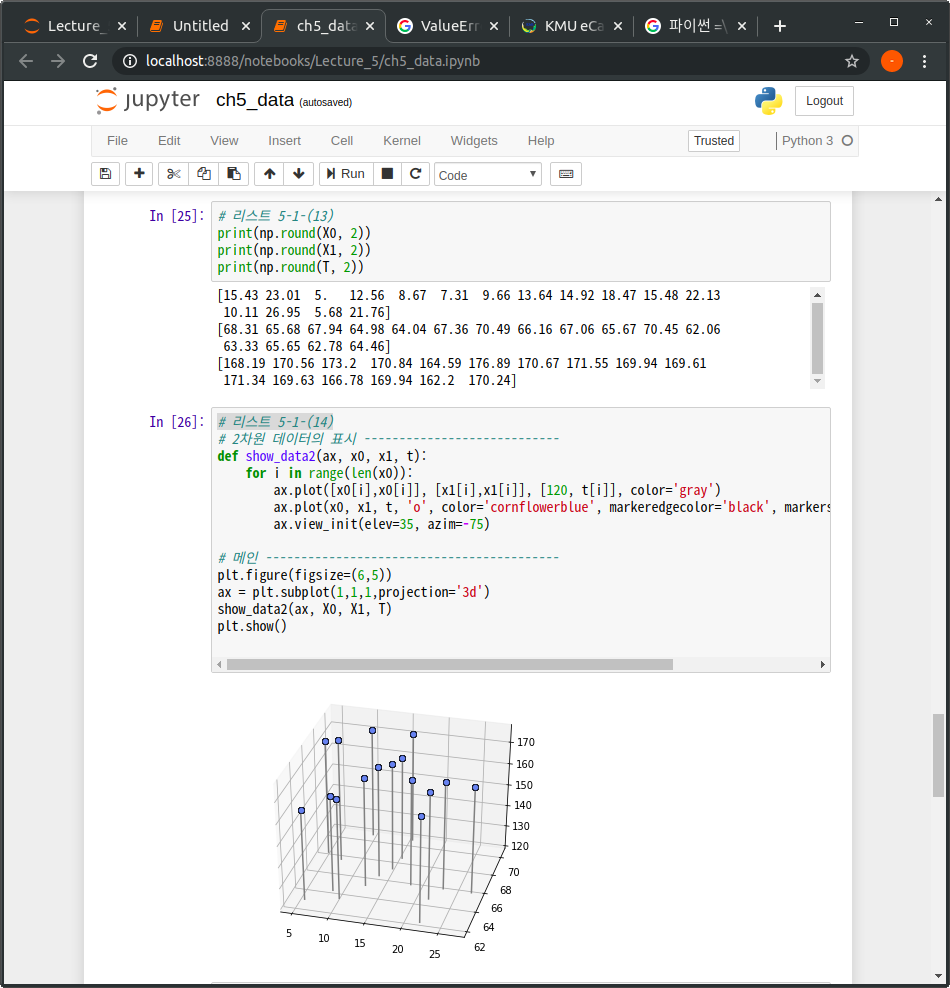 Lecture_
Untitled
ch5_data
ValueErr
KMU eCa
파이썬 =\
localhost:8888/notebooks/Lecture_5/ch5_data.ipynb
jupyter ch5_data (autosaved)
Logout
File Edit View Insert Cell Kernel Widgets Help
Trusted
Python 3
Run
Code
In [25]:
# 리스트 5-1-(13)
print(np.round(X0, 2))
print(np.round(X1, 2))
print(np.round(T, 2))
[15.43 23.01  5.   12.56  8.67  7.31  9.66 13.64 14.92 18.47 15.48 22.13
 10.11 26.95  5.68 21.76]
[68.31 65.68 67.94 64.98 64.04 67.36 70.49 66.16 67.06 65.67 70.45 62.06
 63.33 65.65 62.78 64.46]
[168.19 170.56 173.2  170.84 164.59 176.89 170.67 171.55 169.94 169.61
 171.34 169.63 166.78 169.94 162.2  170.24]
In [26]:
# 리스트 5-1-(14)
# 2차원 데이터의 표시 ----------------------------
def show_data2(ax, x0, x1, t):
    for i in range(len(x0)):
        ax.plot([x0[i],x0[i]], [x1[i],x1[i]], [120, t[i]], color='gray')
        ax.plot(x0, x1, t, 'o', color='cornflowerblue', markeredgecolor='black', markers
        ax.view_init(elev=35, azim=-75)
# 메인 ------------------------------------------
plt.figure(figsize=(6,5))
ax = plt.subplot(1,1,1,projection='3d')
show_data2(ax, X0, X1, T)
plt.show()
170
160
150
140
130
120
70
68
66
64
62
5
10
15
20
25